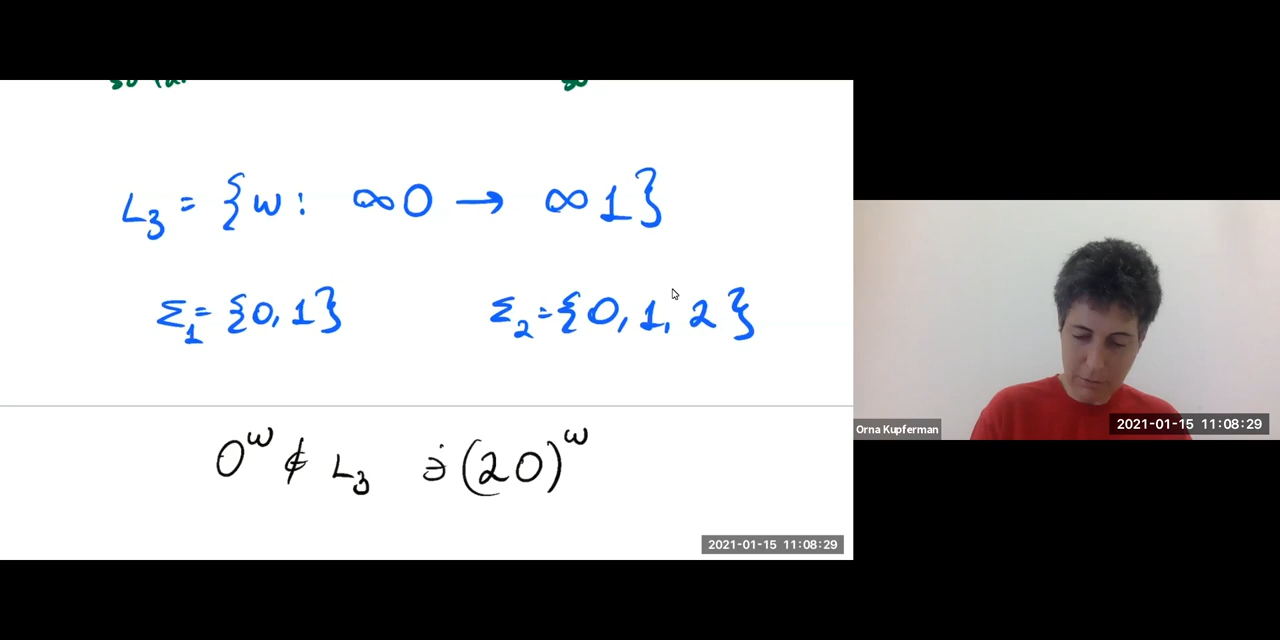 L₃ = {w: ∞0 → ∞1}
Σ₁ = {0, 1} Σ₂ = {0, 1, 2}
0^ω ∉ L₃ ∌ (20)^ω
Orna Kupferman
2021-01-15 11:08:29
2021-01-15 11:08:29